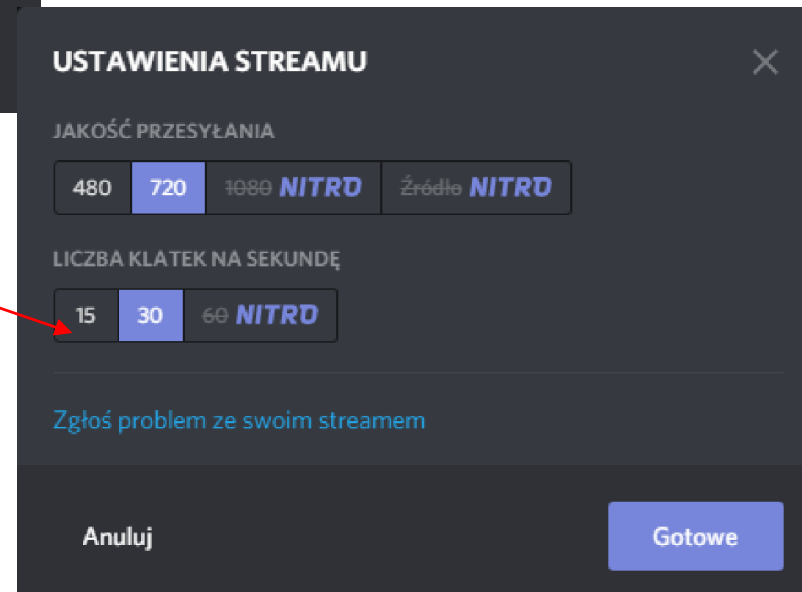 USTAWIENIA STREAMU
JAKOŚĆ PRZESYŁANIA
480 720 1080 NITRO Źródło NITRO
LICZBA KLATEK NA SEKUNDĘ
15 30 60 NITRO
Zgłoś problem ze swoim streamem
Anuluj Gotowe